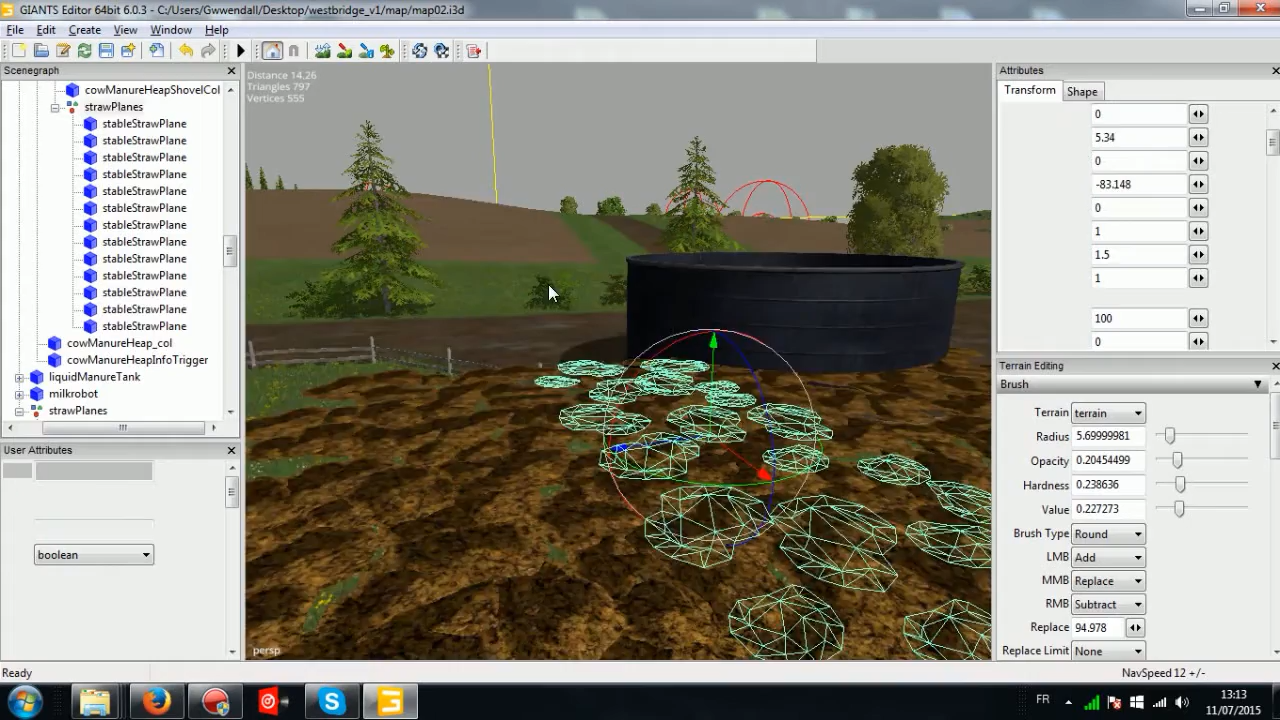 GIANTS Editor 64bit 6.0.3 - C:/Users/Gwwendall/Desktop/westbridge_v1/map/map02.i3d
File Edit Create View Window Help
Scenegraph
cowManureHeapShovelCol
strawPlanes
stableStrawPlane
stableStrawPlane
stableStrawPlane
stableStrawPlane
stableStrawPlane
stableStrawPlane
stableStrawPlane
stableStrawPlane
stableStrawPlane
stableStrawPlane
stableStrawPlane
stableStrawPlane
stableStrawPlane
cowManureHeap_col
cowManureHeapInfoTrigger
liquidManureTank
milkrobot
strawPlanes
User Attributes
boolean
Distance 14.26
Triangles 797
Vertices 555
persp
Attributes
Transform Shape
0
5.34
0
-83.148
0
1
1.5
1
100
0
Terrain Editing
Brush
Terrain terrain
Radius 5.69999981
Opacity 0.20454499
Hardness 0.238636
Value 0.227273
Brush Type Round
LMB Add
MMB Replace
RMB Subtract
Replace 94.978
Replace Limit None
Ready
NavSpeed 12 +/-
FR
13:13
11/07/2015